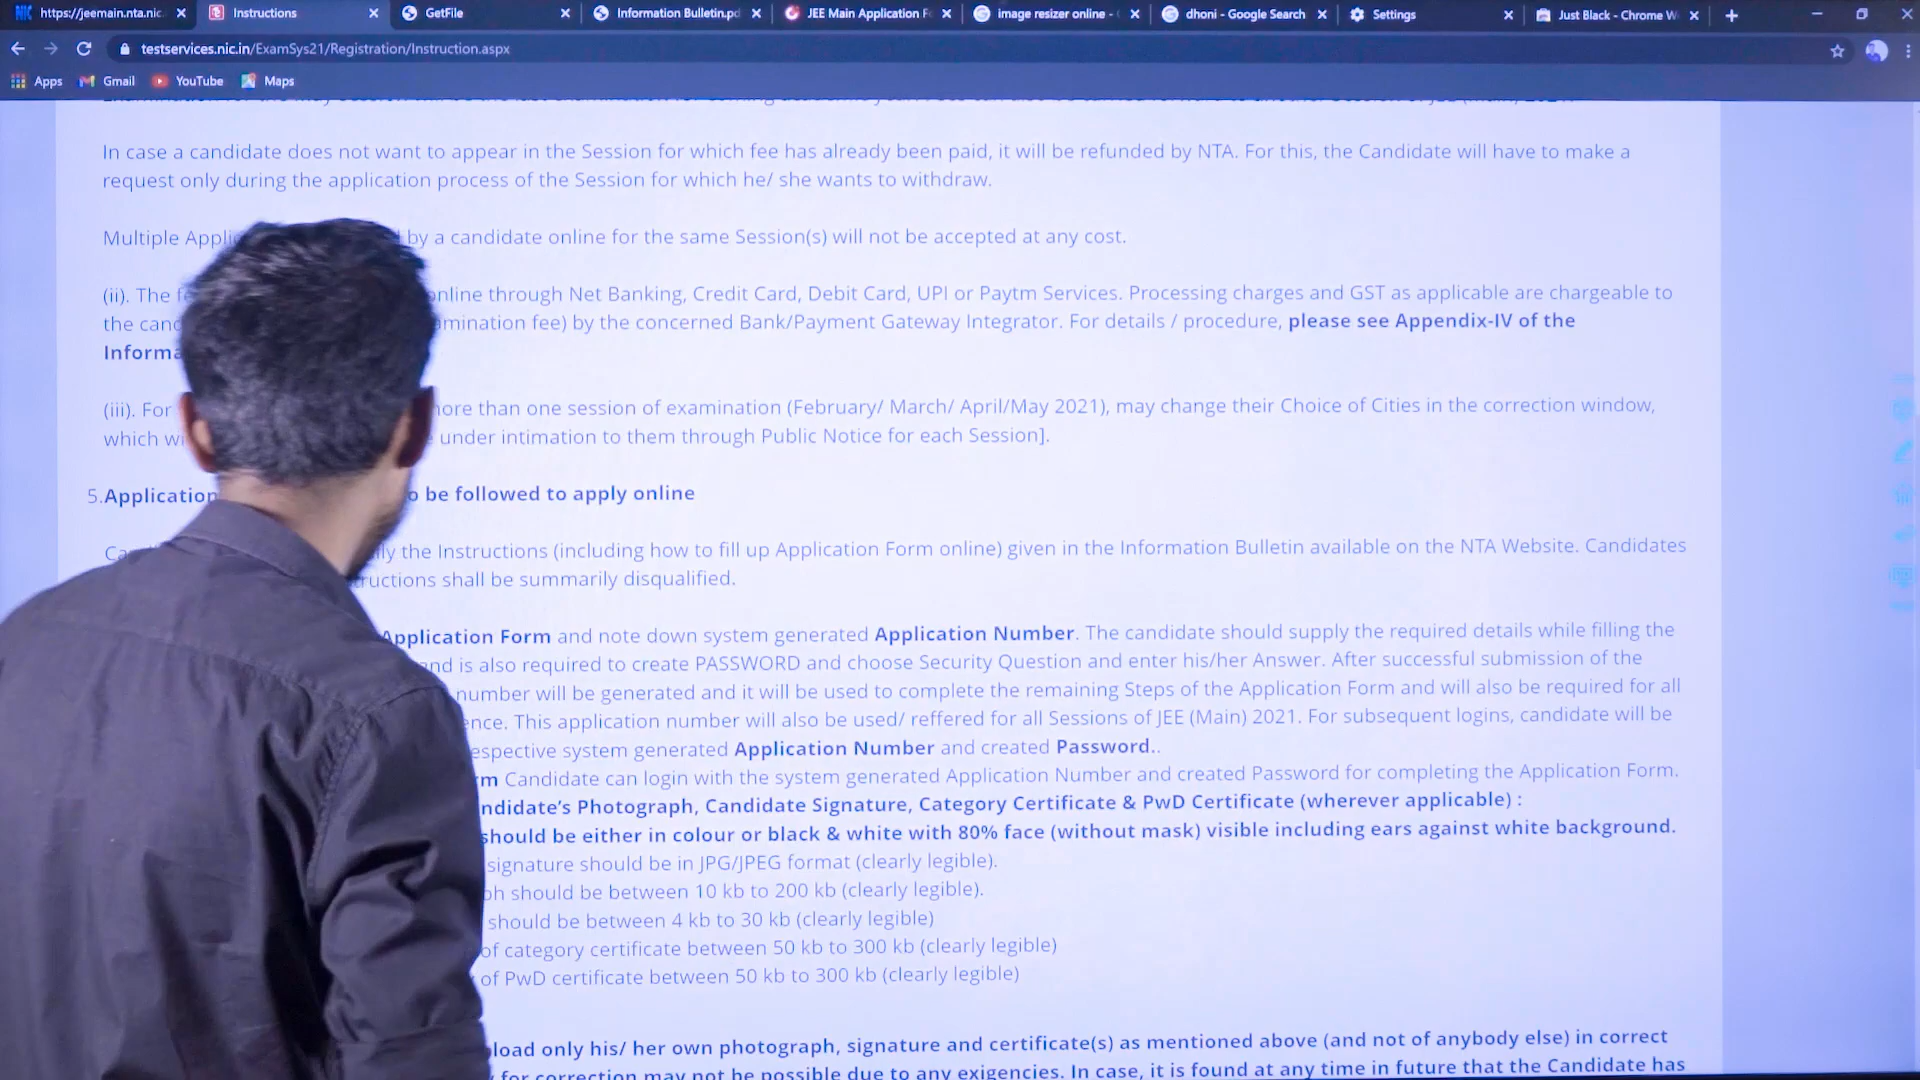 https://jeemain.nta.nic
Instructions
GetFile
Information Bulletin.pd
JEE Main Application F
image resizer online -
dhoni - Google Search
Settings
Just Black - Chrome W
testservices.nic.in/ExamSys21/Registration/Instruction.aspx
Apps Gmail YouTube Maps
In case a candidate does not want to appear in the Session for which fee has already been paid, it will be refunded by NTA. For this, the Candidate will have to make a
request only during the application process of the Session for which he/ she wants to withdraw.
Multiple by a candidate online for the same Session(s) will not be accepted at any cost.
(ii). The online through Net Banking, Credit Card, Debit Card, UPI or Paytm Services. Processing charges and GST as applicable are chargeable to
the amination fee) by the concerned Bank/Payment Gateway Integrator. For details / procedure, please see Appendix-IV of the
Informa
(iii). For more than one session of examination (February/ March/ April/May 2021), may change their Choice of Cities in the correction window,
which under intimation to them through Public Notice for each Session].
5.Application o be followed to apply online
ly the Instructions (including how to fill up Application Form online) given in the Information Bulletin available on the NTA Website. Candidates
ructions shall be summarily disqualified.
Application Form and note down system generated Application Number. The candidate should supply the required details while filling the
and is also required to create PASSWORD and choose Security Question and enter his/her Answer. After successful submission of the
number will be generated and it will be used to complete the remaining Steps of the Application Form and will also be required for all
ence. This application number will also be used/ reffered for all Sessions of JEE (Main) 2021. For subsequent logins, candidate will be
espective system generated Application Number and created Password..
rm Candidate can login with the system generated Application Number and created Password for completing the Application Form.
ndidate's Photograph, Candidate Signature, Category Certificate & PwD Certificate (wherever applicable) :
should be either in colour or black & white with 80% face (without mask) visible including ears against white background.
signature should be in JPG/JPEG format (clearly legible).
ph should be between 10 kb to 200 kb (clearly legible).
should be between 4 kb to 30 kb (clearly legible)
of category certificate between 50 kb to 300 kb (clearly legible)
of PwD certificate between 50 kb to 300 kb (clearly legible)
load only his/ her own photograph, signature and certificate(s) as mentioned above (and not of anybody else) in correct
for correction may not be possible due to any exigencies. In case, it is found at any time in future that the Candidate has